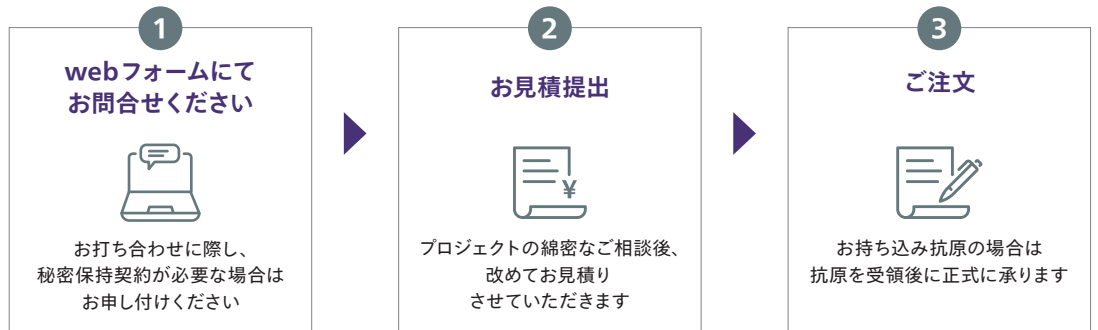 1
webフォームにて
お問合せください
お打ち合わせに際し、
秘密保持契約が必要な場合は
お申し付けください
2
お見積提出
¥
プロジェクトの綿密なご相談後、
改めてお見積り
させていただきます
3
ご注文
お持ち込み抗原の場合は
抗原を受領後に正式に承ります